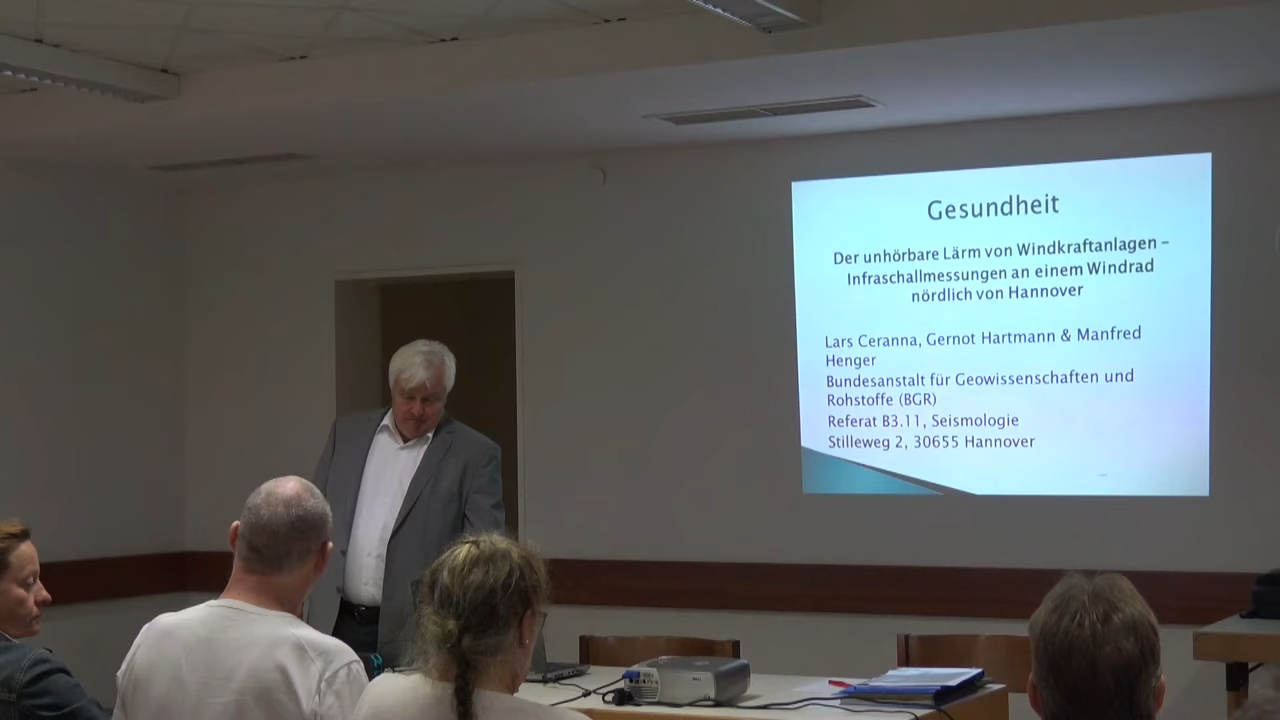 Gesundheit
Der unhörbare Lärm von Windkraftanlagen –
Infraschallmessungen an einem Windrad
nördlich von Hannover
Lars Ceranna, Gernot Hartmann & Manfred
Henger
Bundesanstalt für Geowissenschaften und
Rohstoffe (BGR)
Referat B3.11, Seismologie
Stilleweg 2, 30655 Hannover